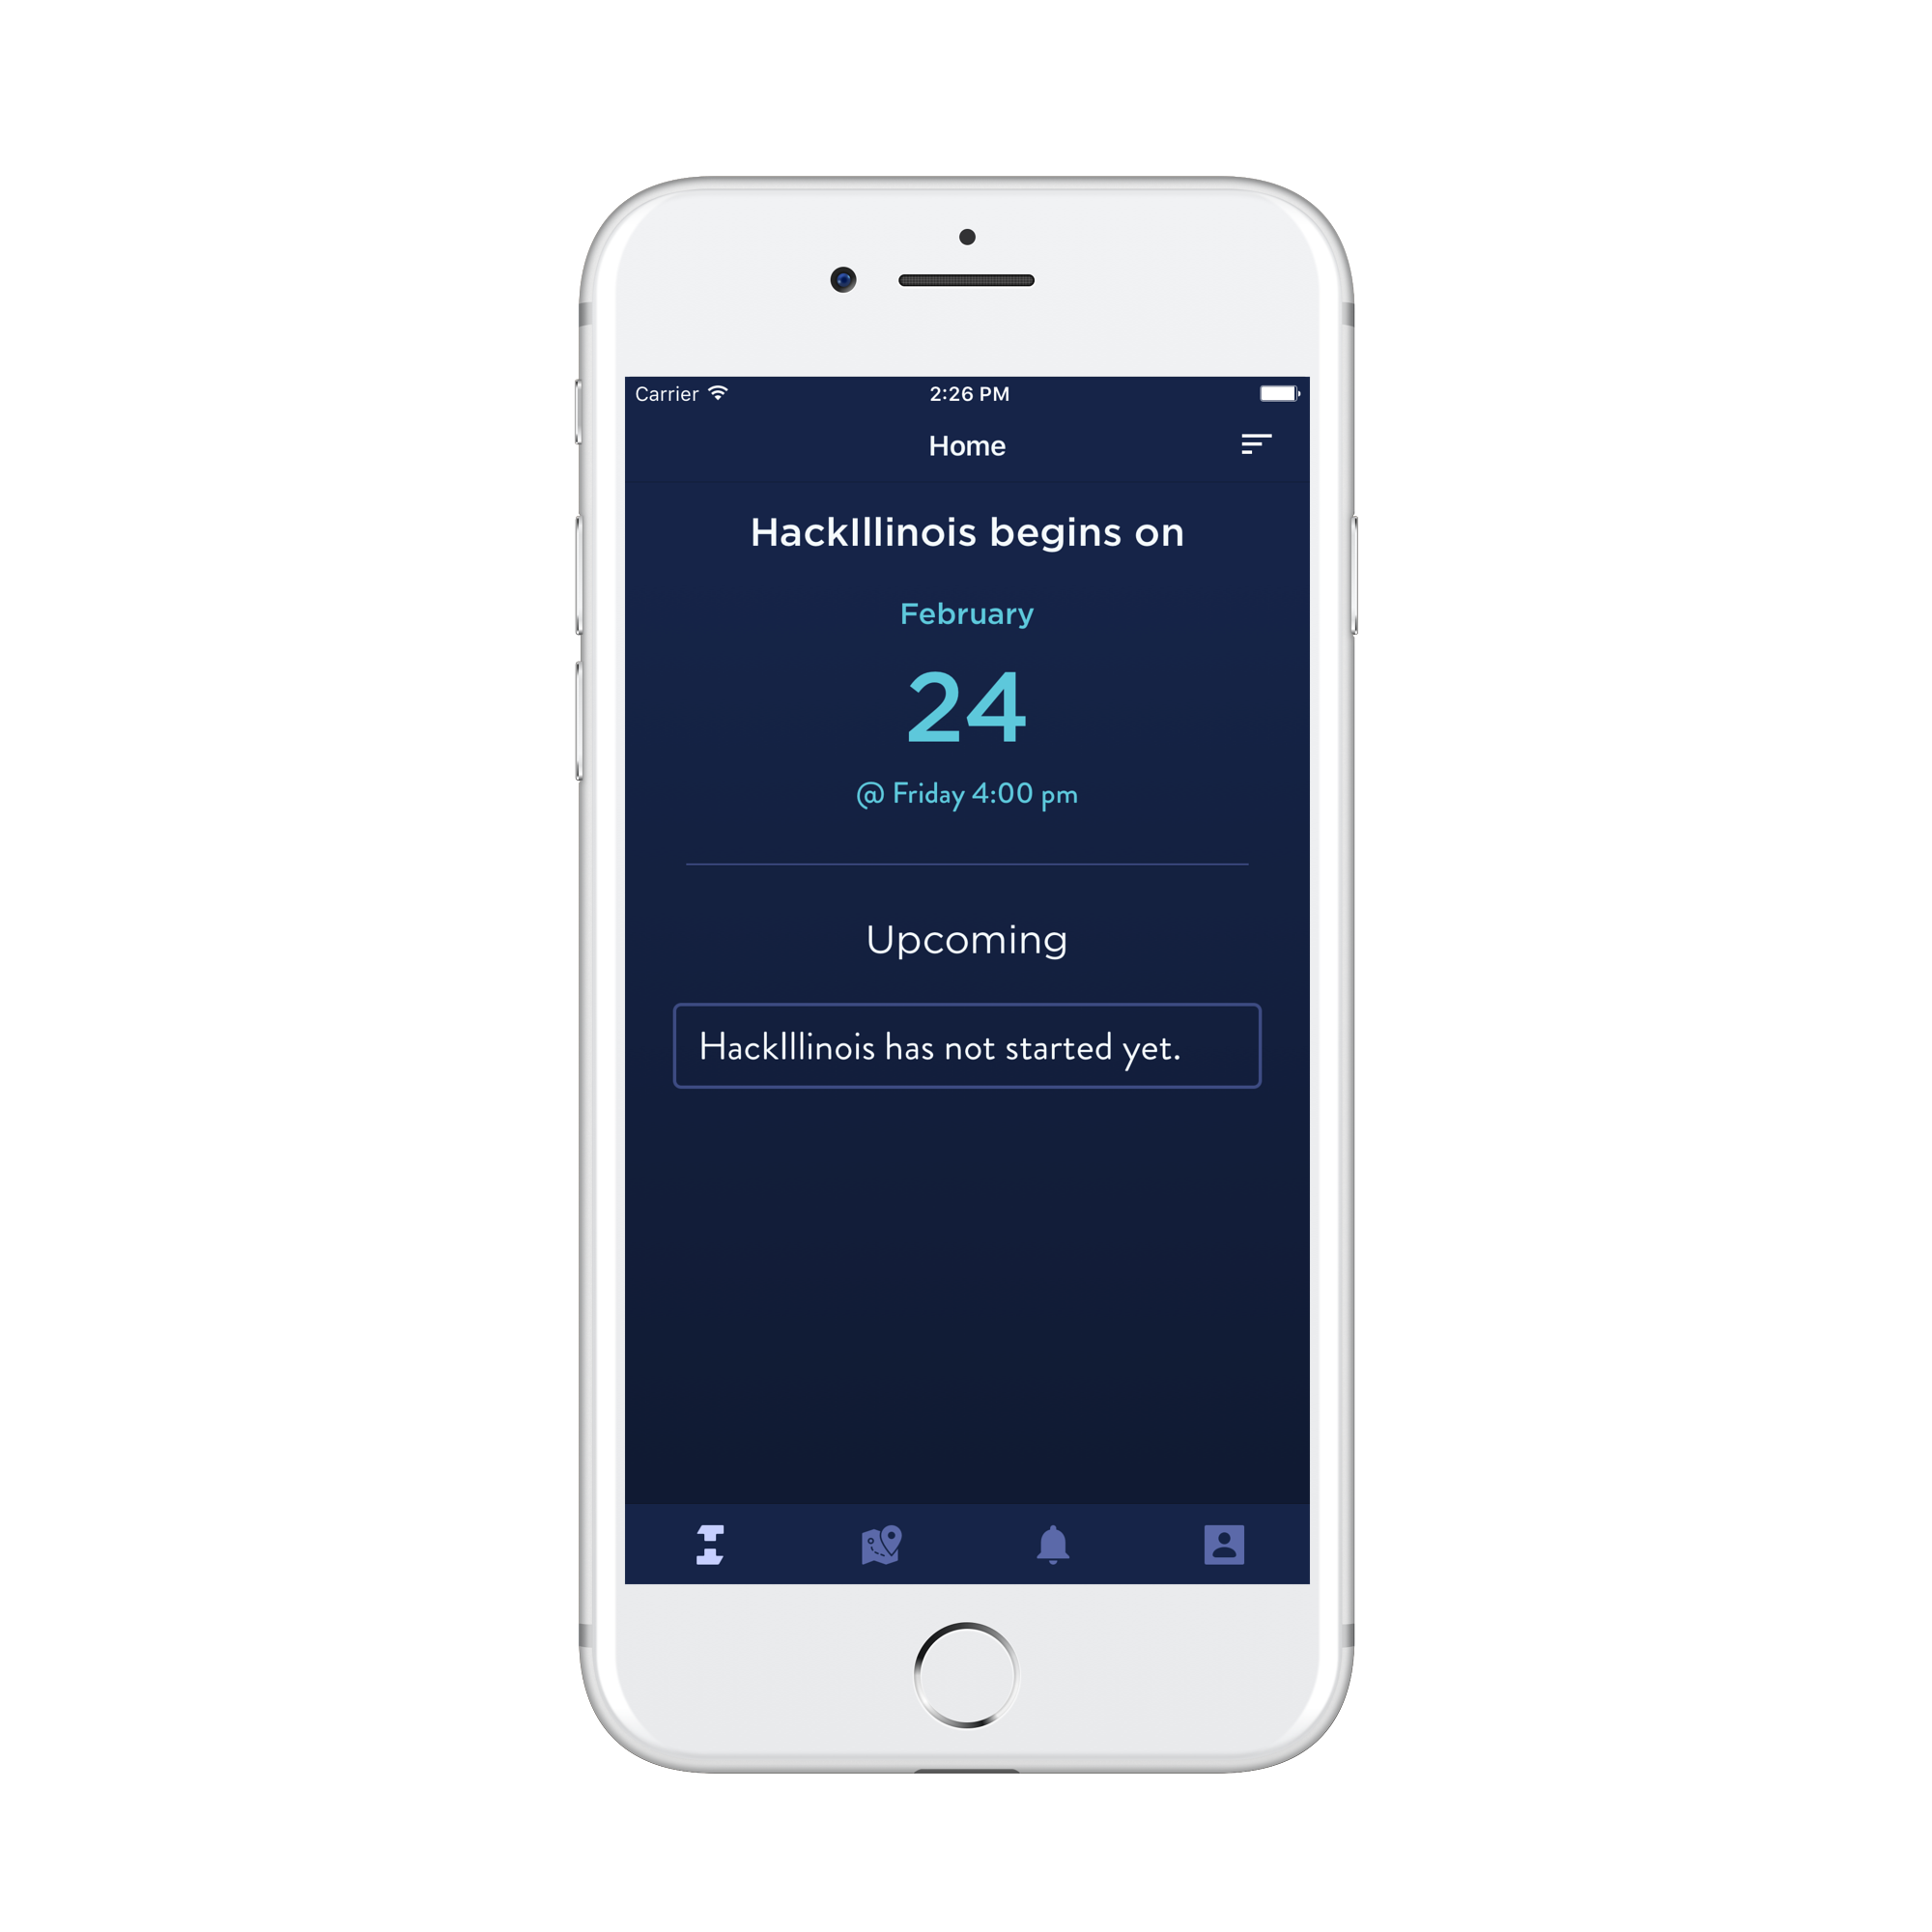 Carrier 2:26 PM
Home
HackIllinois begins on
February
24
@ Friday 4:00 pm
Upcoming
HackIllinois has not started yet.